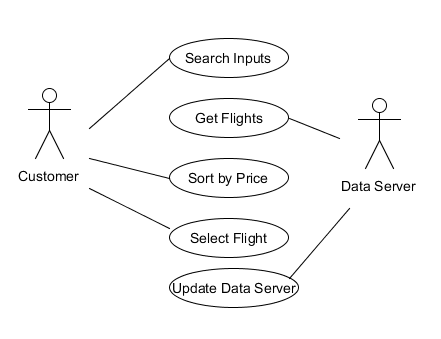 Search Inputs
Get Flights
Customer
Sort by Price
Data Server
Select Flight
Update Data Server